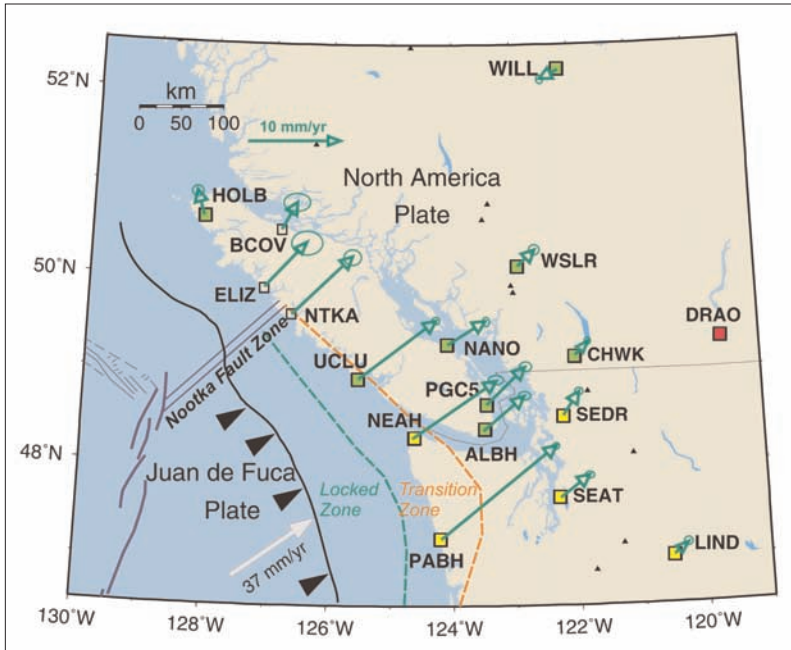 52°N
50°N
48°N
km
0 50 100
10 mm/yr
WILL
North America
Plate
HOLB
BCOV
ELIZ
NTKA
WSLR
DRAO
Nootka Fault Zone
UCLU
NANO
CHWK
PGC5
NEAH
SEDR
ALBH
Juan de Fuca
Plate
Locked
Zone
Transition
Zone
SEAT
PABH
LIND
37 mm/yr
130°W
128°W
126°W
124°W
122°W
120°W